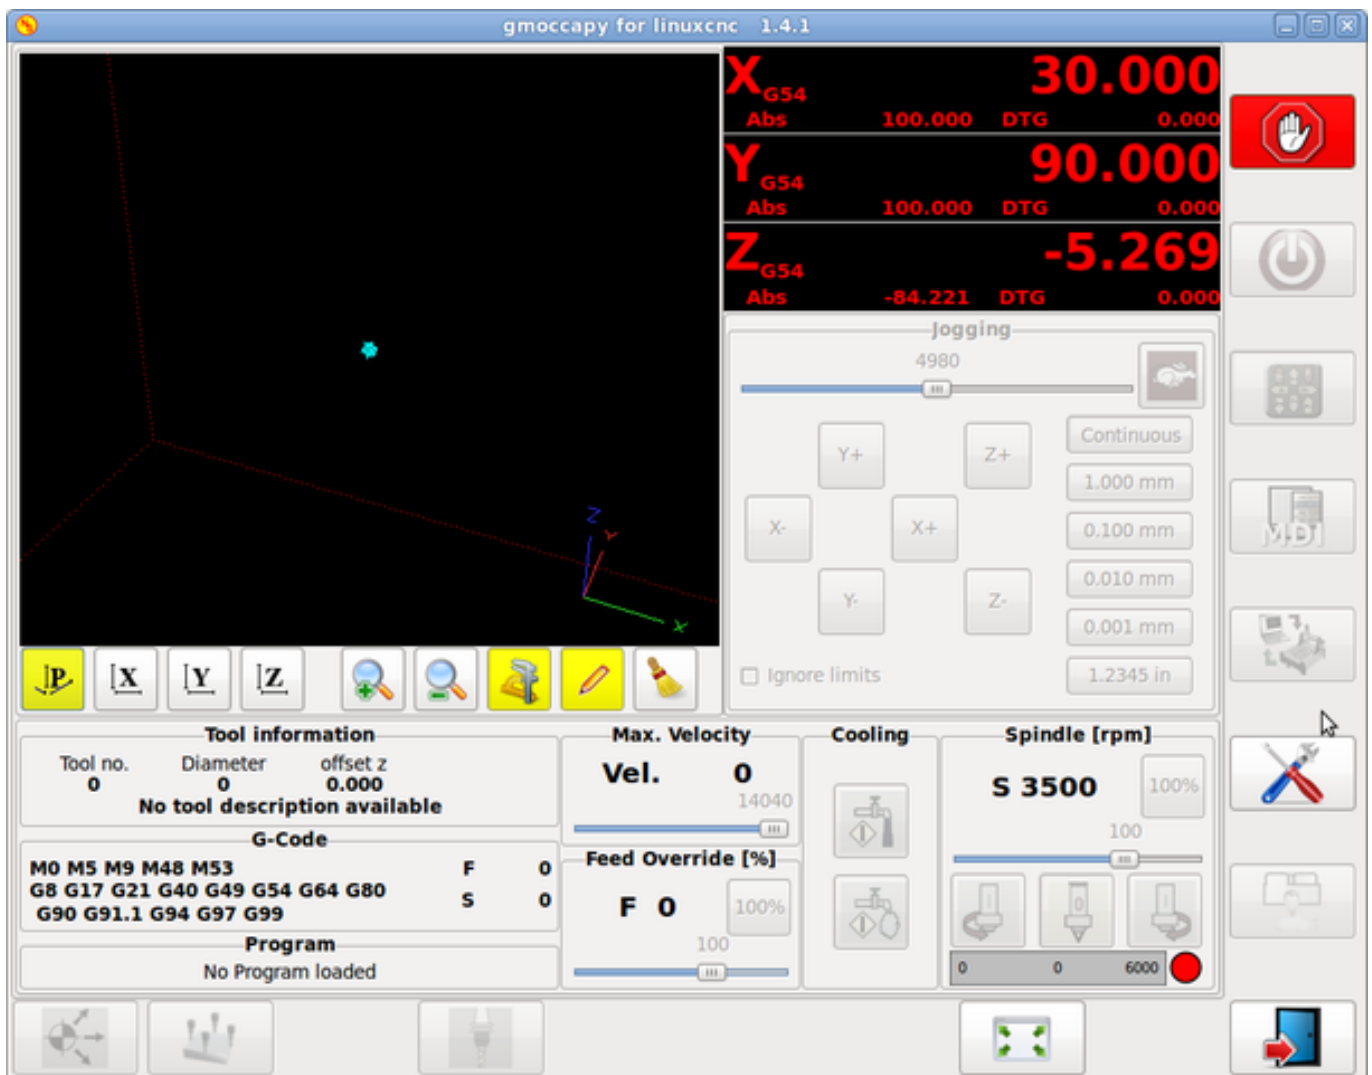 gmoccapy for linuxcnc 1.4.1
X G54 30.000
Abs 100.000 DTG 0.000
Y G54 90.000
Abs 100.000 DTG 0.000
Z G54 -5.269
Abs -84.221 DTG 0.000
Jogging
4980
Continuous
Y+ Z+
1.000 mm
X- X+
0.100 mm
0.010 mm
Y- Z-
0.001 mm
Ignore limits
1.2345 in
MDI
Z
Y
X
P X Y Z
Tool information
Tool no. Diameter offset z
0 0 0.000
No tool description available
G-Code
M0 M5 M9 M48 M53
G8 G17 G21 G40 G49 G54 G64 G80
G90 G91.1 G94 G97 G99
F 0
S 0
Program
No Program loaded
Max. Velocity
Vel. 0
14040
Feed Override [%]
F 0 100%
100
Cooling
Spindle [rpm]
S 3500 100%
100
0
0 0 6000